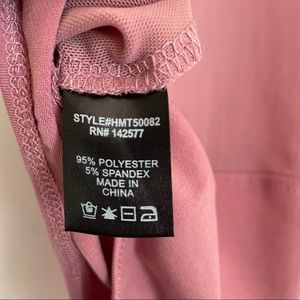 STYLE#HMT50082
RN# 142577
95% POLYESTER
5% SPANDEX
MADE IN
CHINA